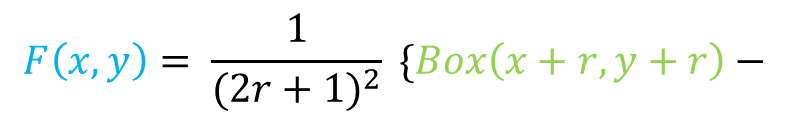 F(x, y) = 1/(2r + 1)² {Box(x + r, y + r) −